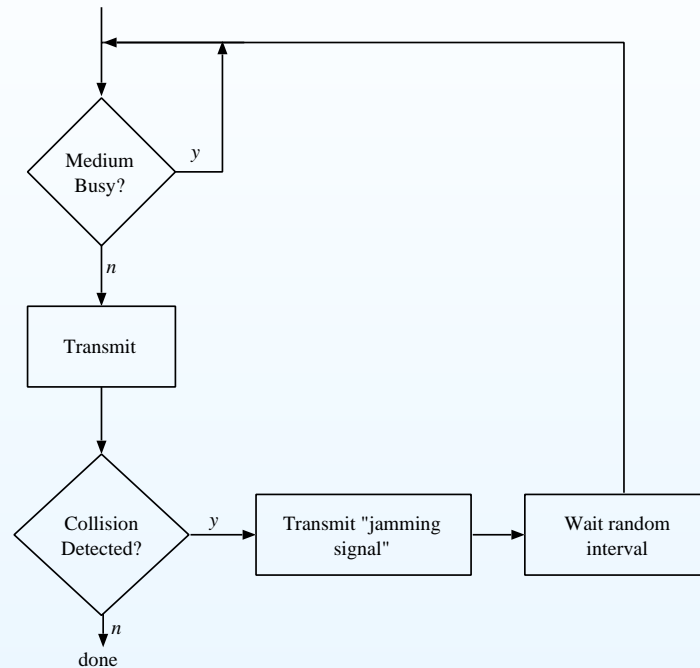 Medium
Busy?
y
n
Transmit
Collision
Detected?
y
Transmit "jamming
signal"
Wait random
interval
n
done